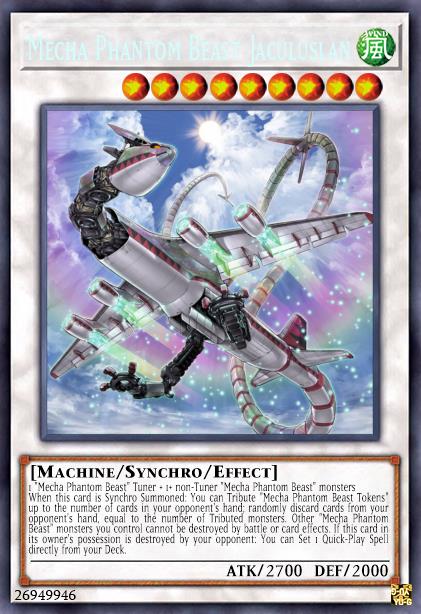 Mecha Phantom Beast Jaculuslan
WIND
風
[Machine/Synchro/Effect]
1 "Mecha Phantom Beast" Tuner + 1+ non-Tuner "Mecha Phantom Beast" monsters
When this card is Synchro Summoned: You can Tribute "Mecha Phantom Beast Tokens"
up to the number of cards in your opponent's hand; randomly discard cards from your
opponent's hand, equal to the number of Tributed monsters. Other "Mecha Phantom
Beast" monsters you control cannot be destroyed by battle or card effects. If this card in
its owner's possession is destroyed by your opponent: You can Set 1 Quick-Play Spell
directly from your Deck.
ATK/2700 DEF/2000
26949946